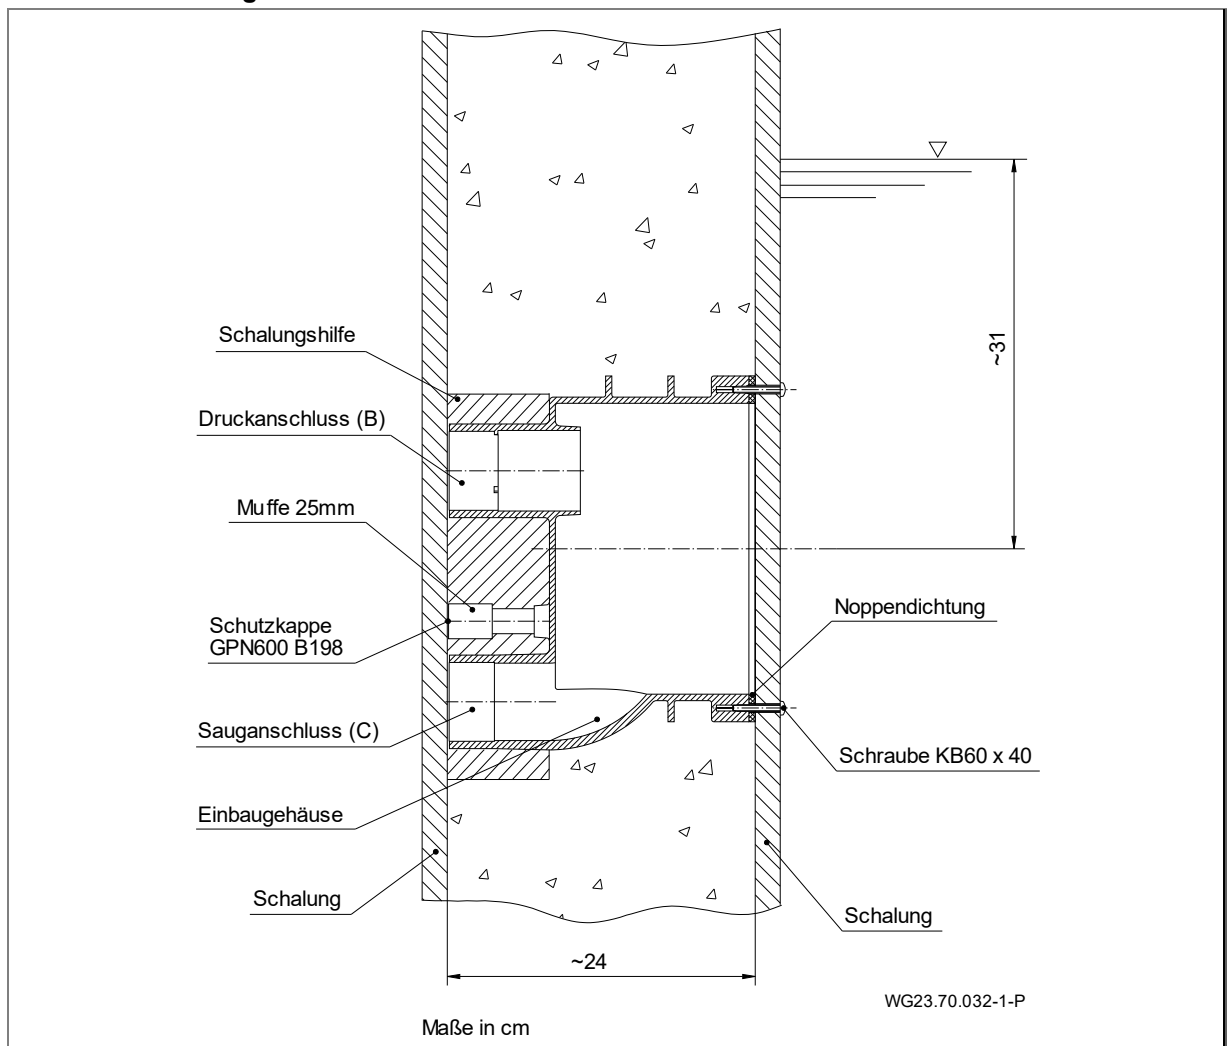 ~31
Schalungshilfe
Druckanschluss (B)
Muffe 25mm
Noppendichtung
Schutzkappe
GPN600 B198
Sauganschluss (C)
Schraube KB60 x 40
Einbaugehäuse
Schalung
Schalung
~24
WG23.70.032-1-P
Maße in cm